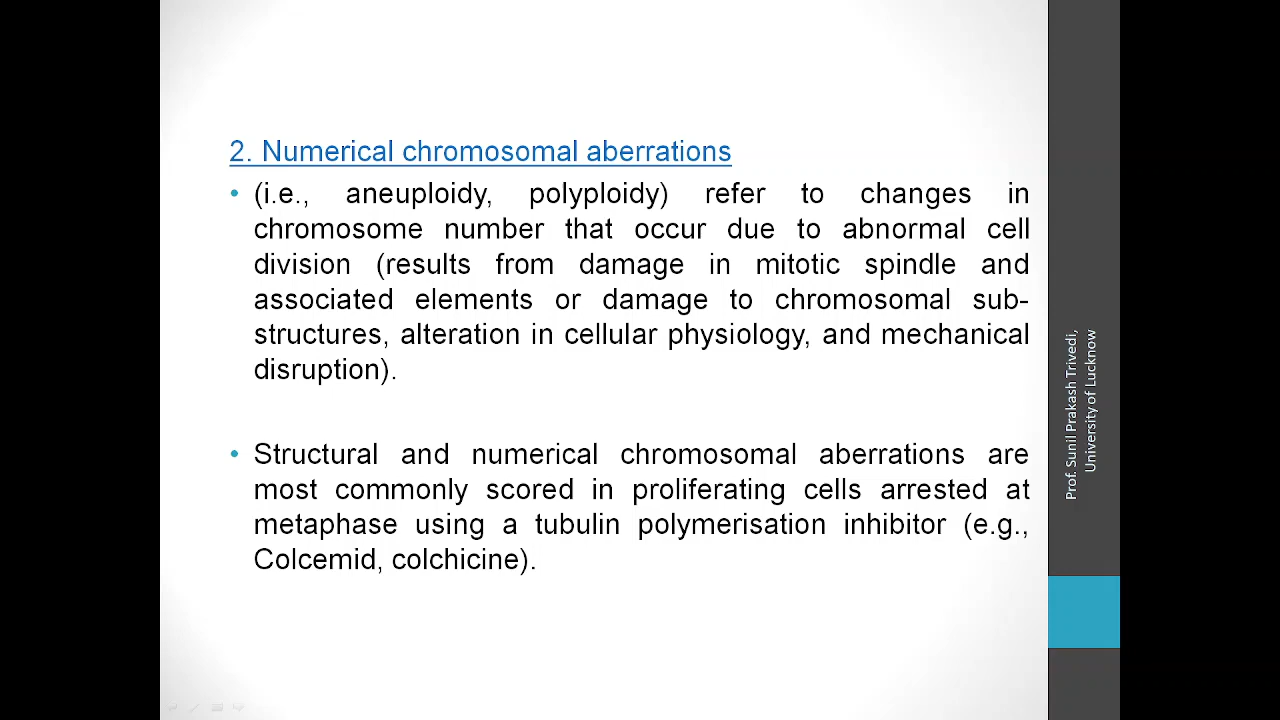 2. Numerical chromosomal aberrations
• (i.e., aneuploidy, polyploidy) refer to changes in
chromosome number that occur due to abnormal cell
division (results from damage in mitotic spindle and
associated elements or damage to chromosomal sub-
structures, alteration in cellular physiology, and mechanical
disruption).
• Structural and numerical chromosomal aberrations are
most commonly scored in proliferating cells arrested at
metaphase using a tubulin polymerisation inhibitor (e.g.,
Colcemid, colchicine).
Prof. Sunil Prakash Trivedi,
University of Lucknow